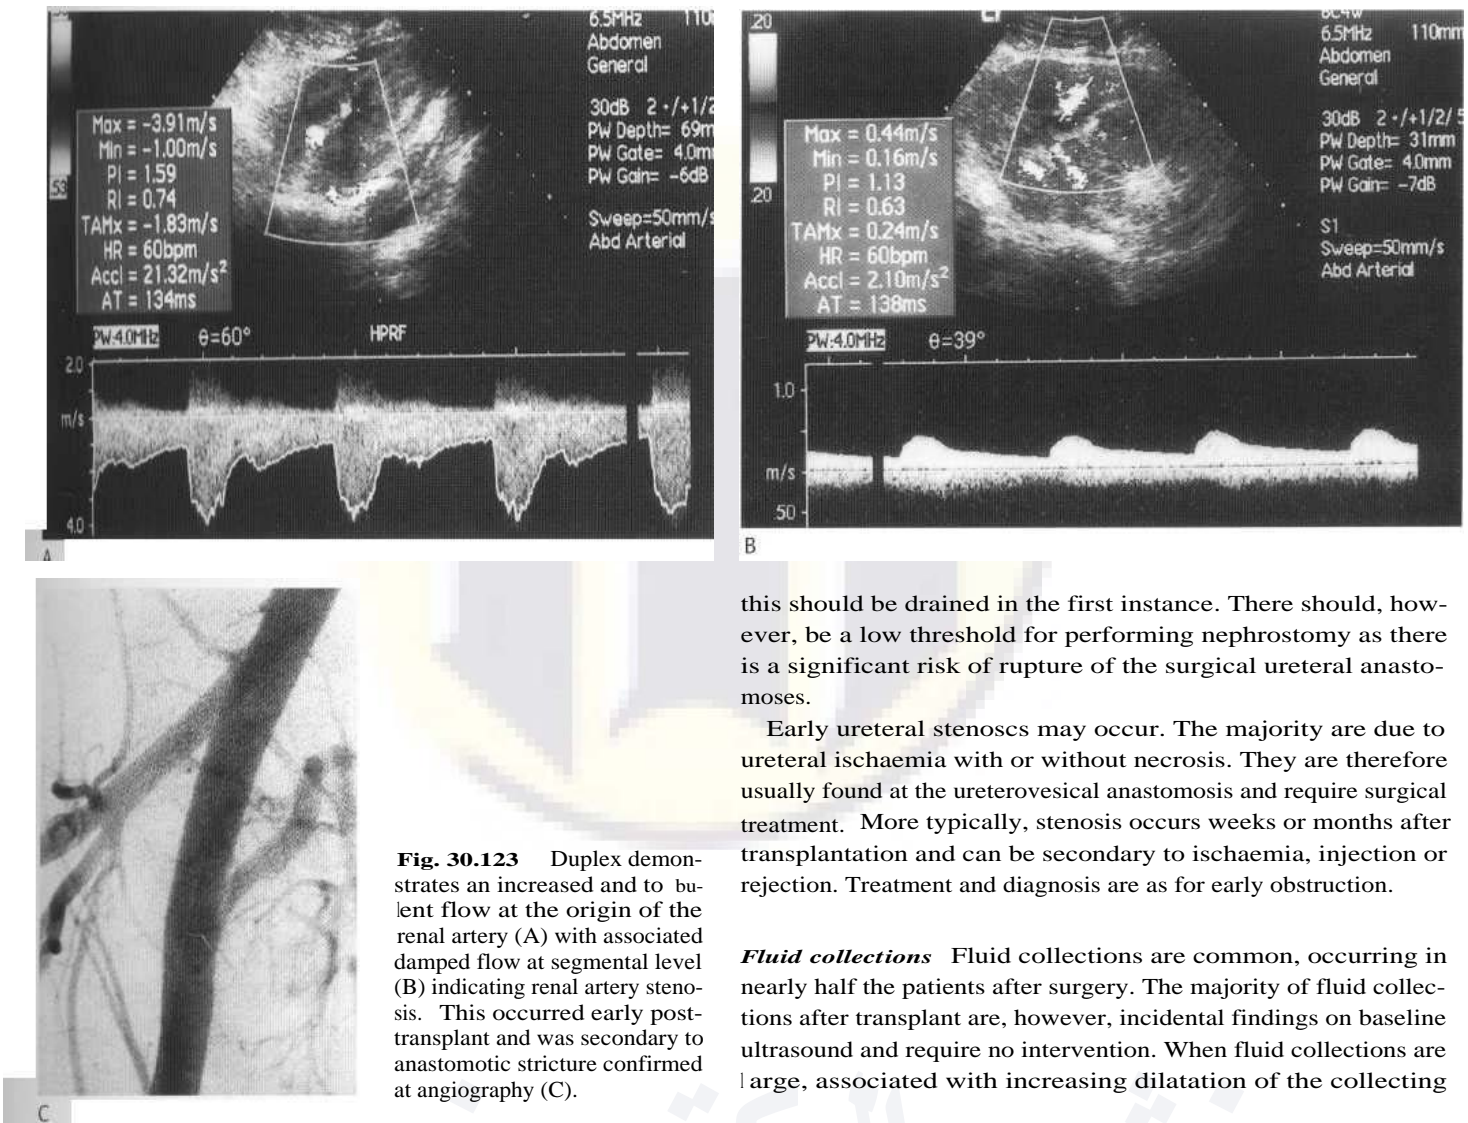 6.5MHz 110
Abdomen
General
30dB 2 •/+1/2
PW Depth= 69m
PW Gate= 4.0mm
PW Gain= -6dB
Sweep=50mm/s
Abd Arterial
.53
Max = -3.91m/s
Min = -1.00m/s
PI = 1.59
RI = 0.74
TAMx = -1.83m/s
HR = 60bpm
Accl = 21.32m/s²
AT = 134ms
PW:4.0MHz θ=60° HPRF
2.0
m/s
4.0
A
.20
.20
6.5MHz 110mm
Abdomen
General
30dB 2 •/+1/2/ 5
PW Depth= 31mm
PW Gate= 4.0mm
PW Gain= -7dB
S1
Sweep=50mm/s
Abd Arterial
Max = 0.44m/s
Min = 0.16m/s
PI = 1.13
RI = 0.63
TAMx = 0.24m/s
HR = 60bpm
Accl = 2.10m/s²
AT = 138ms
PW:4.0MHz θ=39°
1.0
m/s
.50
B
C
Fig. 30.123 Duplex demon-
strates an increased and to bu-
lent flow at the origin of the
renal artery (A) with associated
damped flow at segmental level
(B) indicating renal artery steno-
sis. This occurred early post-
transplant and was secondary to
anastomotic stricture confirmed
at angiography (C).
this should be drained in the first instance. There should, how-
ever, be a low threshold for performing nephrostomy as there
is a significant risk of rupture of the surgical ureteral anasto-
moses.
Early ureteral stenoscs may occur. The majority are due to
ureteral ischaemia with or without necrosis. They are therefore
usually found at the ureterovesical anastomosis and require surgical
treatment. More typically, stenosis occurs weeks or months after
transplantation and can be secondary to ischaemia, injection or
rejection. Treatment and diagnosis are as for early obstruction.
Fluid collections Fluid collections are common, occurring in
nearly half the patients after surgery. The majority of fluid collec-
tions after transplant are, however, incidental findings on baseline
ultrasound and require no intervention. When fluid collections are
l arge, associated with increasing dilatation of the collecting